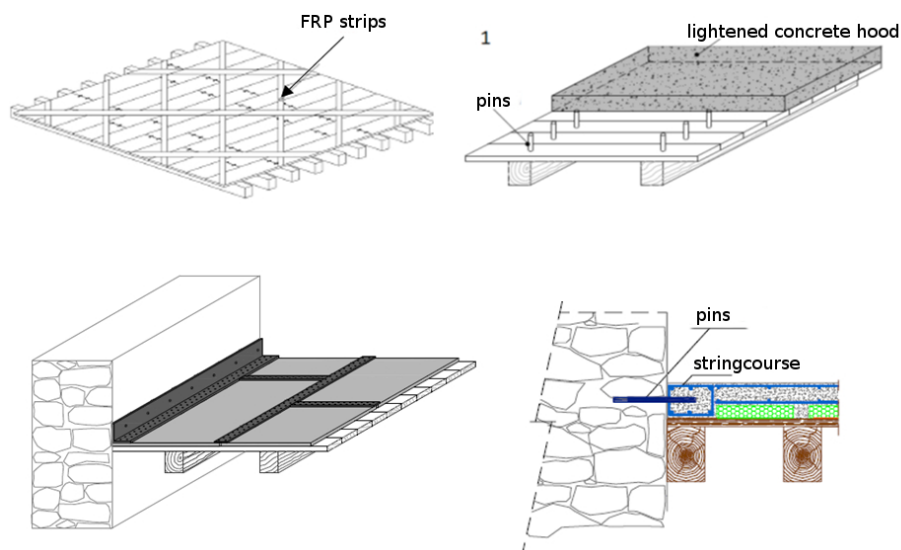 FRP strips
1
lightened concrete hood
pins
pins
stringcourse